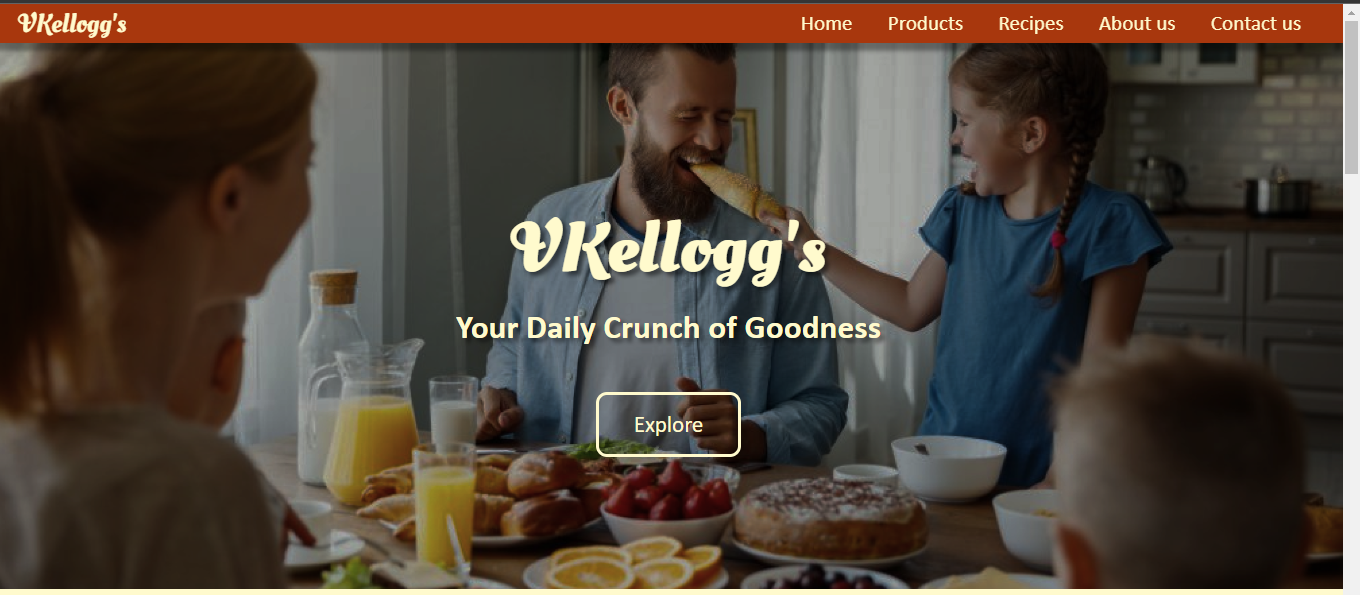 VKellogg's
Home Products Recipes About us Contact us
VKellogg's
Your Daily Crunch of Goodness
Explore